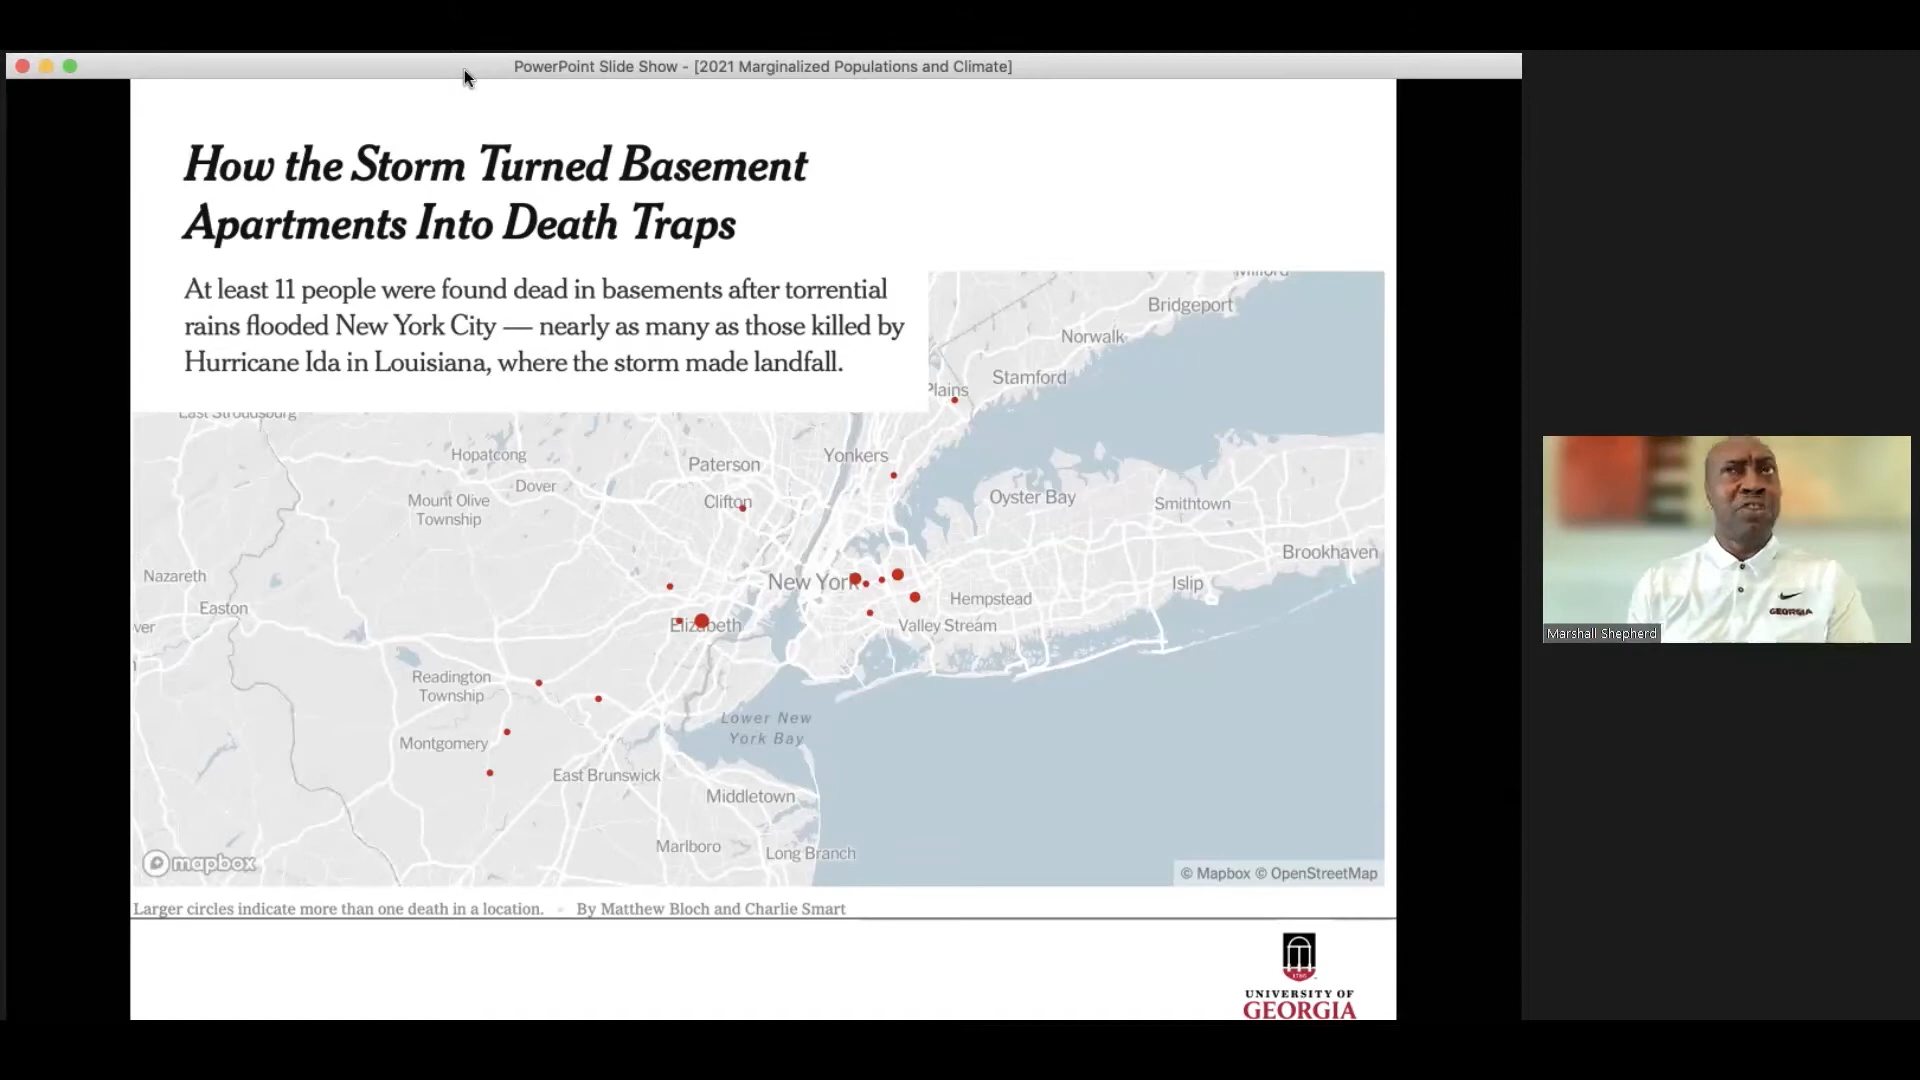 PowerPoint Slide Show - [2021 Marginalized Populations and Climate]
How the Storm Turned Basement
Apartments Into Death Traps
At least 11 people were found dead in basements after torrential
rains flooded New York City — nearly as many as those killed by
Hurricane Ida in Louisiana, where the storm made landfall.
Milford
Bridgeport
Norwalk
Stamford
Plains
East Stroudsburg
Hopatcong
Paterson
Yonkers
Dover
Mount Olive
Township
Clifton
Oyster Bay
Smithtown
Brookhaven
Nazareth
New York
Islip
Easton
Hempstead
ver
Elizabeth
Valley Stream
Readington
Township
Lower New
York Bay
Montgomery
East Brunswick
Middletown
Marlboro
Long Branch
mapbox
© Mapbox © OpenStreetMap
Larger circles indicate more than one death in a location. • By Matthew Bloch and Charlie Smart
UNIVERSITY OF
GEORGIA
GEORGIA
Marshall Shepherd